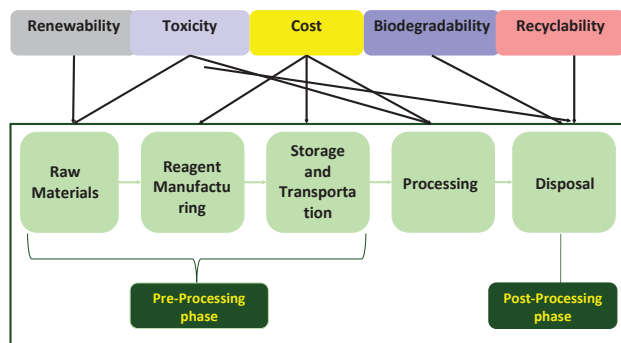 Renewability
Toxicity
Cost
Biodegradability
Recyclability
Raw
Materials
Reagent
Manufactu
ring
Storage
and
Transporta
tion
Processing
Disposal
Pre-Processing
phase
Post-Processing
phase